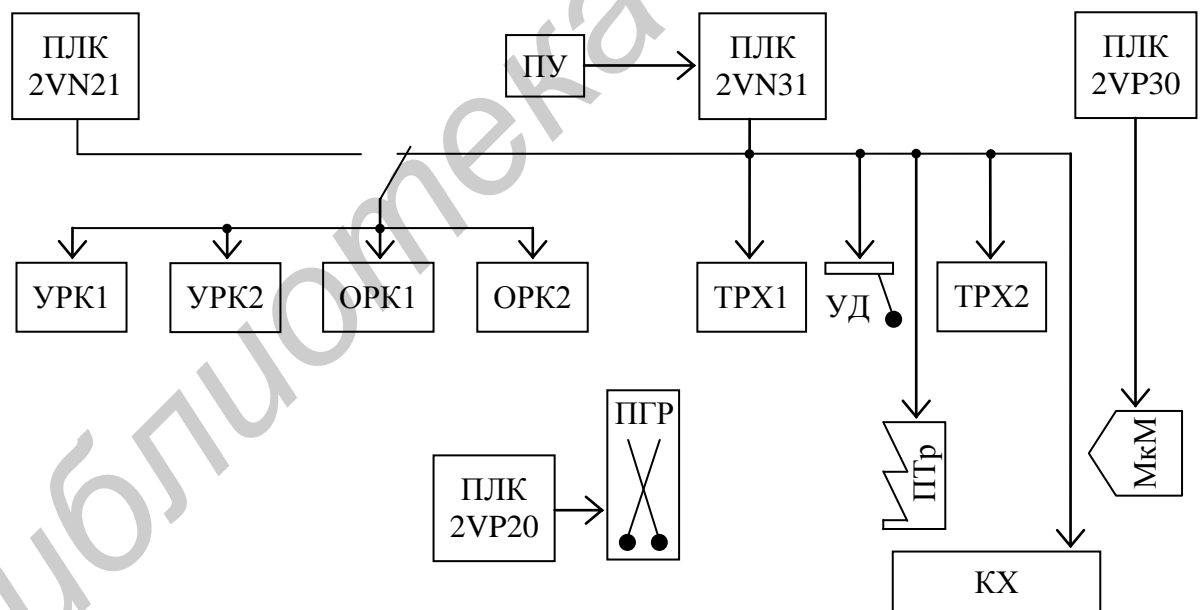 ПЛК
2VN21
ПУ
ПЛК
2VN31
ПЛК
2VP30
УРК1
УРК2
ОРК1
ОРК2
ТРХ1
УД
ТРХ2
ПГР
ПЛК
2VP20
ПТр
МкМ
КХ
иблиотека